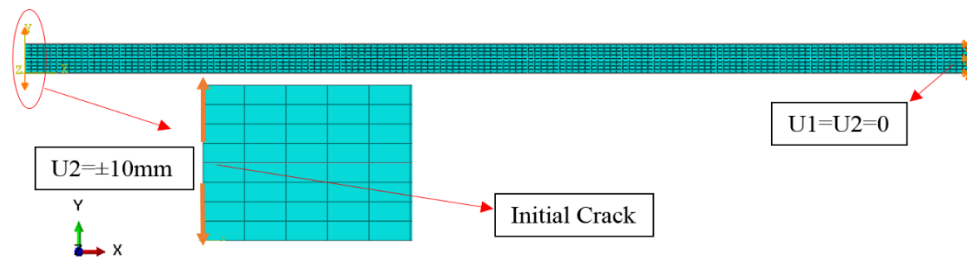 Y
Z
X
U1=U2=0
U2=±10mm
Initial Crack
Y
Z
X